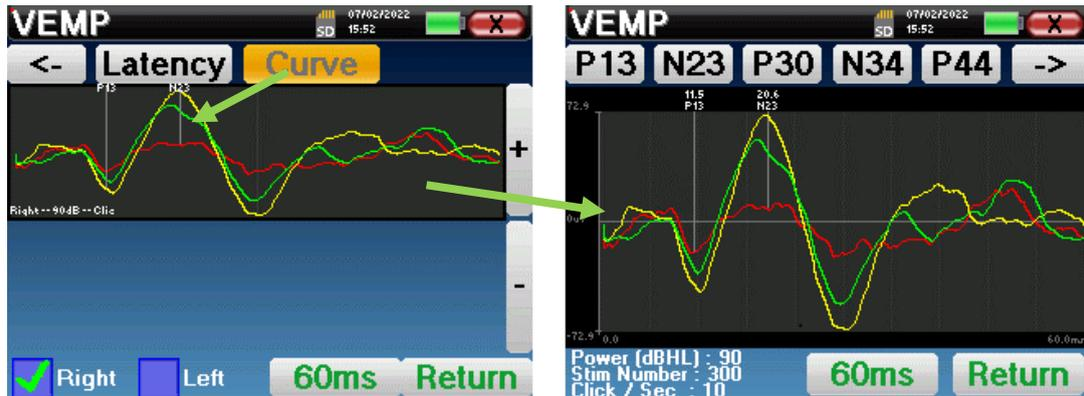 VEMP
SD
07/02/2022
15:52
X
<- Latency Curve
P13 N23
+
Right--90dB--Clic
-
Right Left 60ms Return
VEMP
SD
07/02/2022
15:52
X
P13 N23 P30 N34 P44 ->
72.9
11.5 20.6
P13 N23
-72.9
0.0
Power (dBHL) : 90
Stim Number : 300
Click / Sec : 10
60ms Return